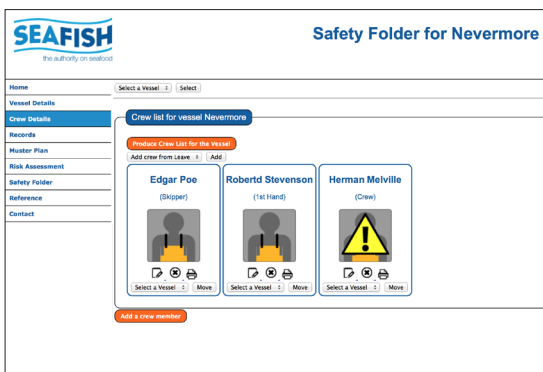 SEAFISH
the authority on seafood
Safety Folder for Nevermore
Home
Vessel Details
Crew Details
Records
Muster Plan
Risk Assessment
Safety Folder
Reference
Contact
Select a Vessel Select
Crew list for vessel Nevermore
Produce Crew List for the Vessel
Add crew from Leave Add
Edgar Poe
(Skipper)
Select a Vessel Move
Robertd Stevenson
(1st Hand)
Select a Vessel Move
Herman Melville
(Crew)
Select a Vessel Move
Add a crew member